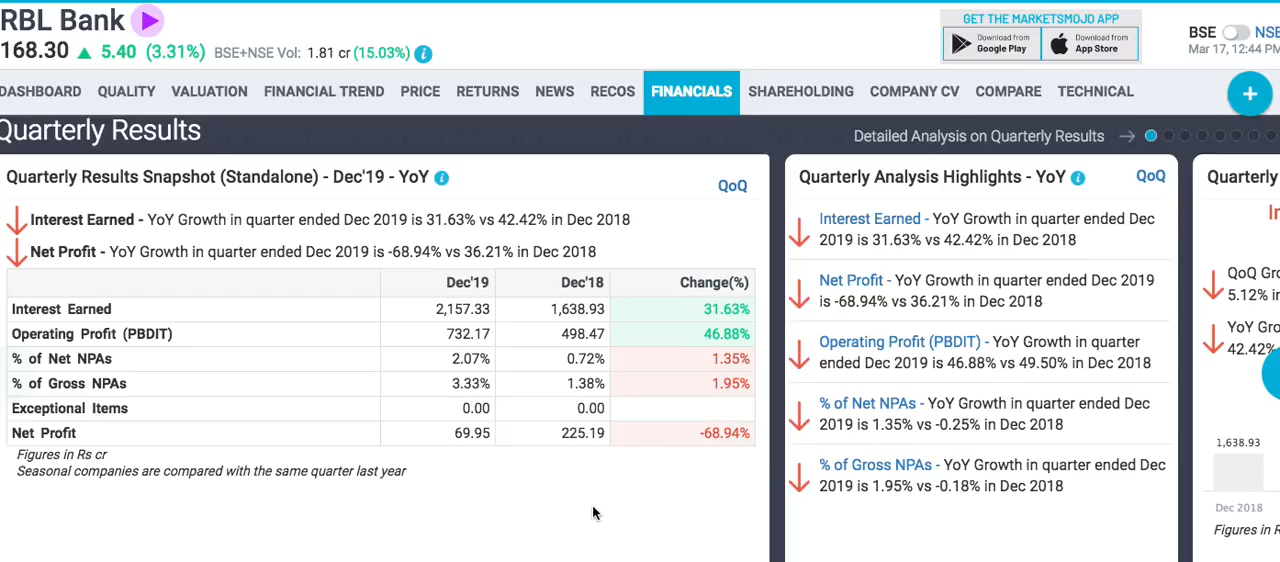 RBL Bank
168.30 5.40 (3.31%) BSE+NSE Vol: 1.81 cr (15.03%) i
GET THE MARKETSMOJO APP
Download from
Google Play
Download from
App Store
BSE NSE
Mar 17, 12:44 PM
DASHBOARD QUALITY VALUATION FINANCIAL TREND PRICE RETURNS NEWS RECOS FINANCIALS SHAREHOLDING COMPANY CV COMPARE TECHNICAL
+
Quarterly Results
Detailed Analysis on Quarterly Results
Quarterly Results Snapshot (Standalone) - Dec'19 - YoY i
QoQ
Interest Earned - YoY Growth in quarter ended Dec 2019 is 31.63% vs 42.42% in Dec 2018
Net Profit - YoY Growth in quarter ended Dec 2019 is -68.94% vs 36.21% in Dec 2018
Dec'19 Dec'18 Change(%)
Interest Earned 2,157.33 1,638.93 31.63%
Operating Profit (PBDIT) 732.17 498.47 46.88%
% of Net NPAs 2.07% 0.72% 1.35%
% of Gross NPAs 3.33% 1.38% 1.95%
Exceptional Items 0.00 0.00
Net Profit 69.95 225.19 -68.94%
Figures in Rs cr
Seasonal companies are compared with the same quarter last year
Quarterly Analysis Highlights - YoY i
QoQ
Interest Earned - YoY Growth in quarter ended Dec
2019 is 31.63% vs 42.42% in Dec 2018
Net Profit - YoY Growth in quarter ended Dec 2019
is -68.94% vs 36.21% in Dec 2018
Operating Profit (PBDIT) - YoY Growth in quarter
ended Dec 2019 is 46.88% vs 49.50% in Dec 2018
% of Net NPAs - YoY Growth in quarter ended Dec
2019 is 1.35% vs -0.25% in Dec 2018
% of Gross NPAs - YoY Growth in quarter ended Dec
2019 is 1.95% vs -0.18% in Dec 2018
Quarterly
In
QoQ Gro
5.12% in
YoY Gro
42.42%
1,638.93
Dec 2018
Figures in R